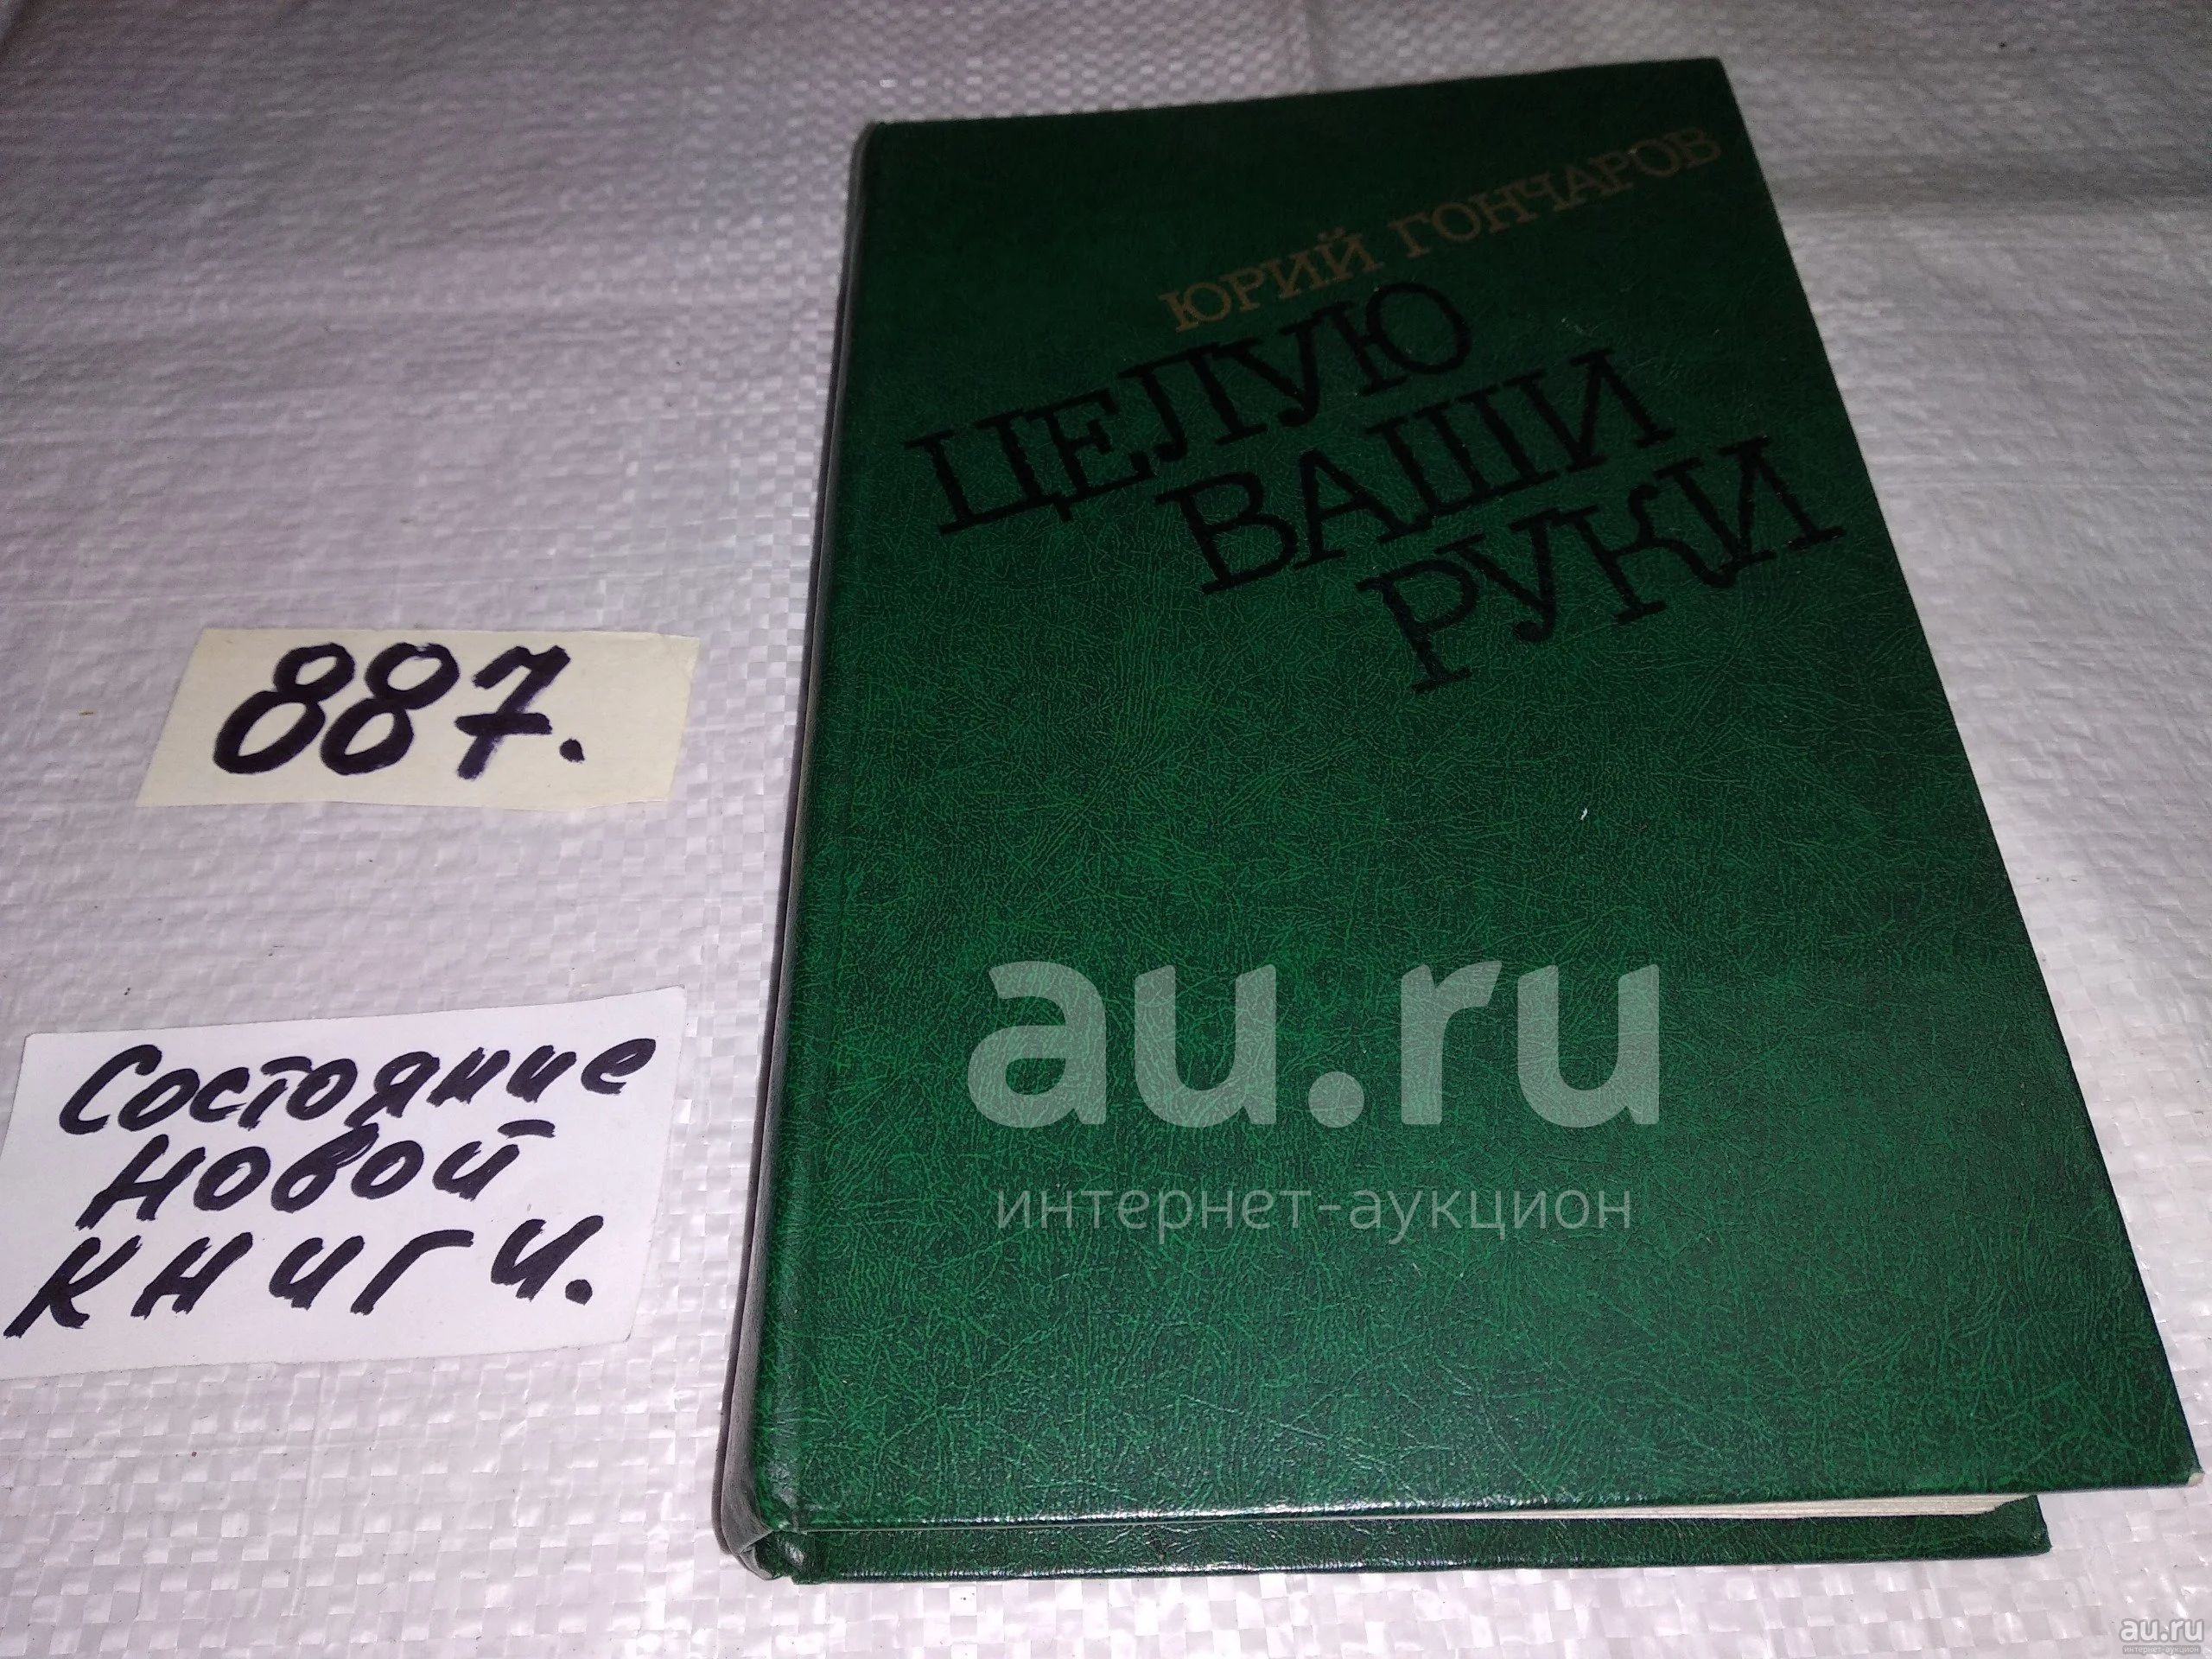 ЮРИЙ ГОНЧАРОВ
ЦЕЛУЮ
ВАШИ
РУКИ
887.
Состояние
новой
книги.
au.ru
интернет-аукцион
au.ru
интернет-аукцион